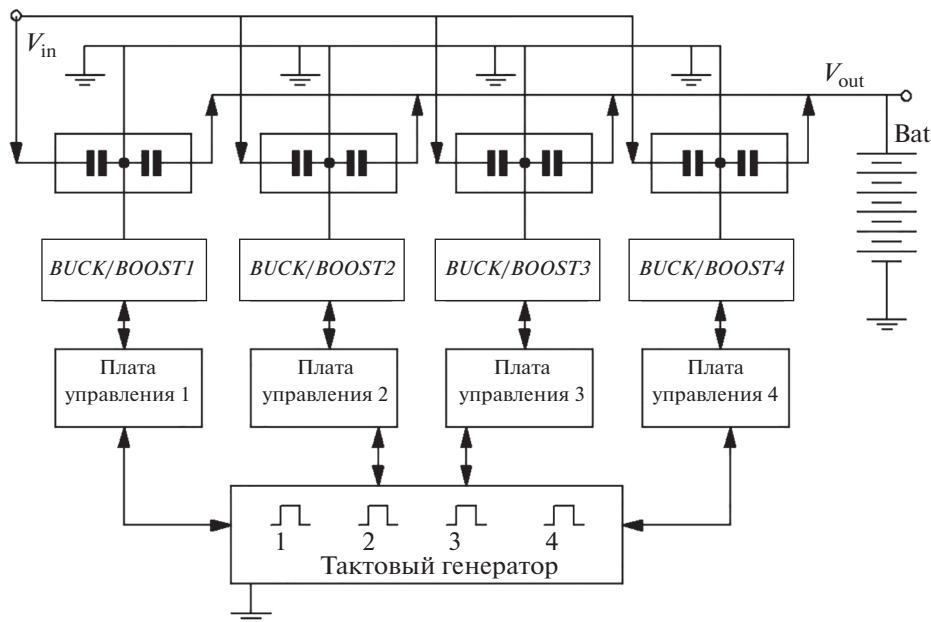 V_in
V_out
Bat
BUCK/BOOST1
BUCK/BOOST2
BUCK/BOOST3
BUCK/BOOST4
Плата
управления 1
Плата
управления 2
Плата
управления 3
Плата
управления 4
1 2 3 4
Тактовый генератор